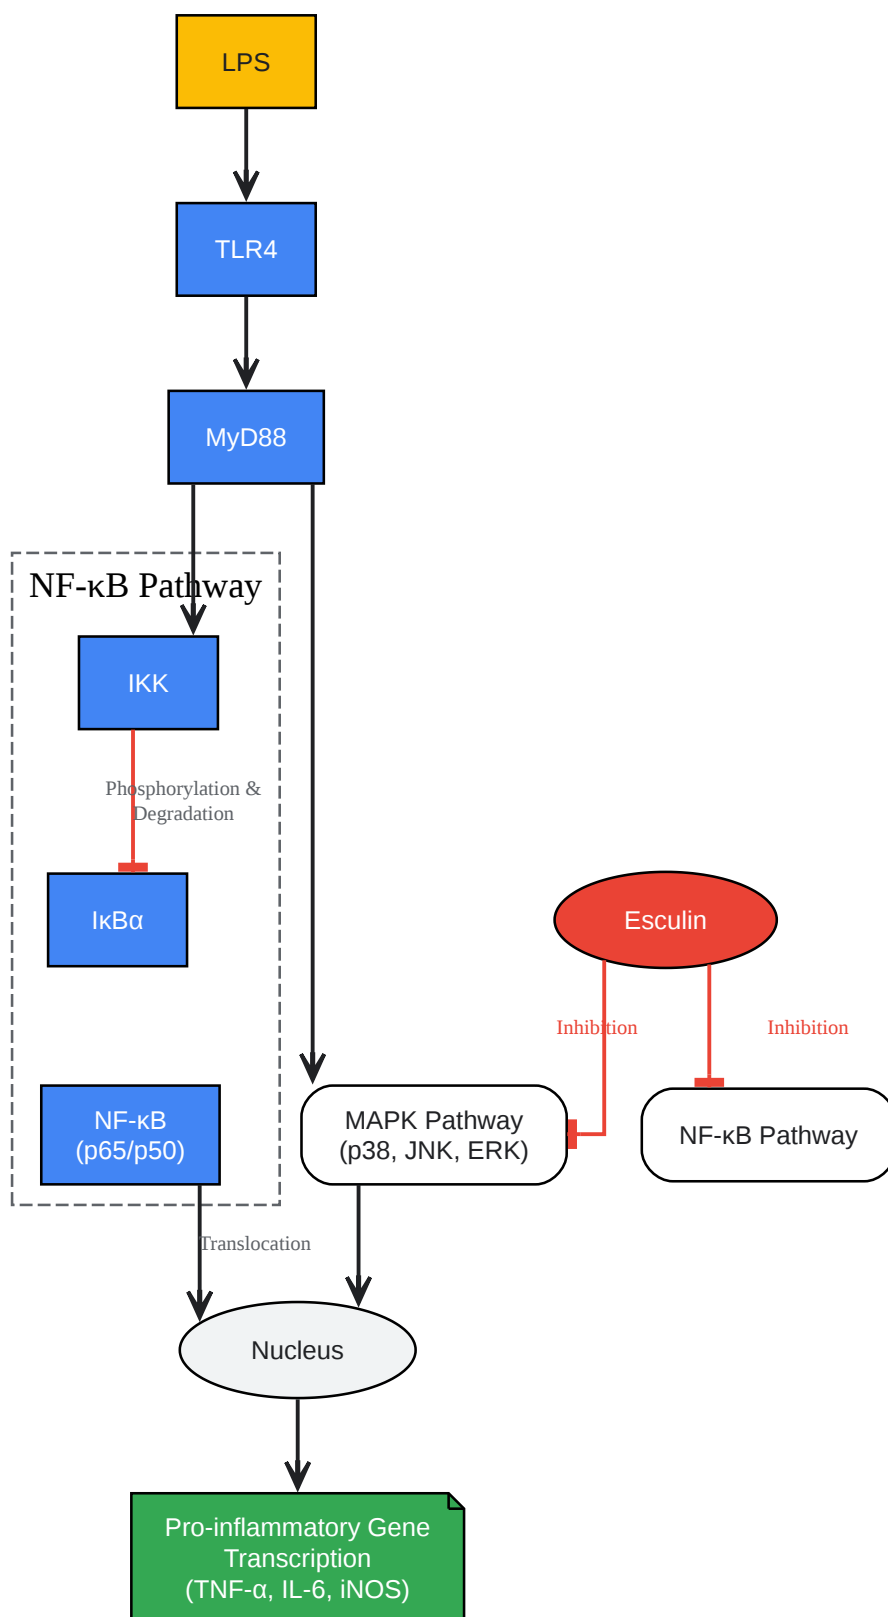 LPS
TLR4
MyD88
NF-κB Pathway
IKK
Phosphorylation &
Degradation
IκBα
Esculin
Inhibition
Inhibition
NF-κB
(p65/p50)
MAPK Pathway
(p38, JNK, ERK)
NF-κB Pathway
Translocation
Nucleus
Pro-inflammatory Gene
Transcription
(TNF-α, IL-6, iNOS)